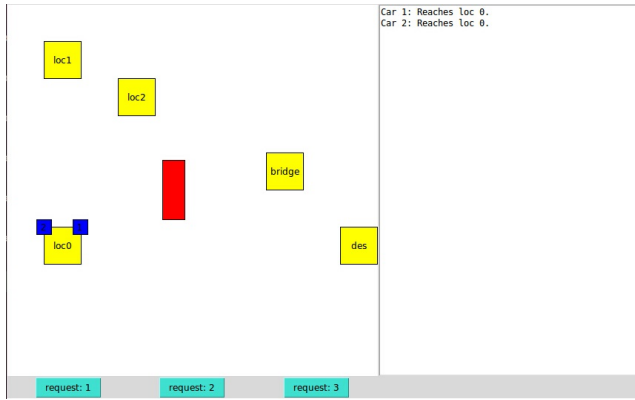 Car 1: Reaches loc 0.
Car 2: Reaches loc 0.
loc1
loc2
bridge
loc0
des
request: 1
request: 2
request: 3